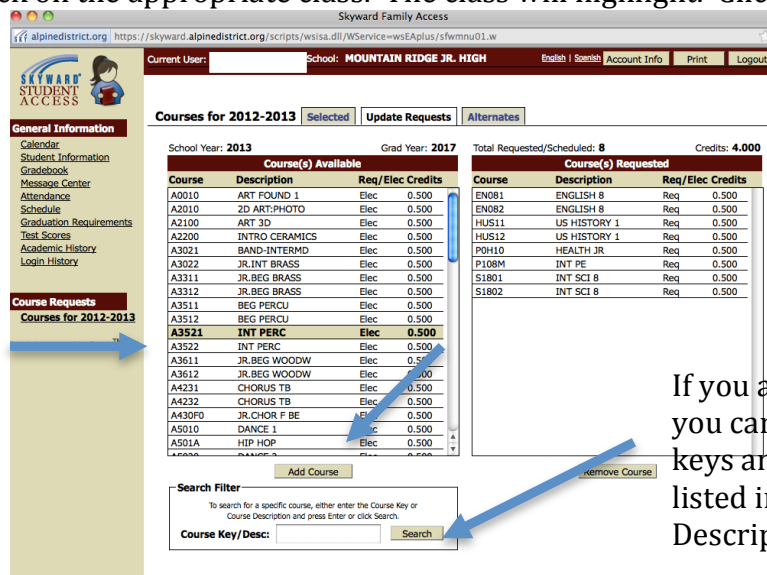 on the appropriate class. The class will highlight.
Skyward Family Access
alpinedistrict.org https://skyward.alpinedistrict.org/scripts/wsisa.dll/WService=wsEAplus/sfwmnu01.w
Current User: School: MOUNTAIN RIDGE JR. HIGH English | Spanish Account Info Print Logout
SKYWARD
STUDENT
ACCESS
Courses for 2012-2013 Selected Update Requests Alternates
General Information
Calendar
Student Information
Gradebook
Message Center
Attendance
Schedule
Graduation Requirements
Test Scores
Academic History
Login History
Course Requests
Courses for 2012-2013
TM
School Year: 2013 Grad Year: 2017
Course(s) Available
Course Description Req/Elec Credits
A0010 ART FOUND 1 Elec 0.500
A2010 2D ART:PHOTO Elec 0.500
A2100 ART 3D Elec 0.500
A2200 INTRO CERAMICS Elec 0.500
A3021 BAND-INTERMD Elec 0.500
A3022 JR.INT BRASS Elec 0.500
A3311 JR.BEG BRASS Elec 0.500
A3312 JR.BEG BRASS Elec 0.500
A3511 BEG PERCU Elec 0.500
A3512 BEG PERCU Elec 0.500
A3521 INT PERC Elec 0.500
A3522 INT PERC Elec 0.500
A3611 JR.BEG WOODW Elec 0.500
A3612 JR.BEG WOODW Elec 0.500
A4231 CHORUS TB Elec 0.500
A4232 CHORUS TB Elec 0.500
A430F0 JR.CHOR F BE 0.500
A5010 DANCE 1 Elec 0.500
A501A HIP HOP Elec 0.500
Add Course
Search Filter
To search for a specific course, either enter the Course Key or
Course Description and press Enter or click Search.
Course Key/Desc: Search
Total Requested/Scheduled: 8 Credits: 4.000
Course(s) Requested
Course Description Req/Elec Credits
EN081 ENGLISH 8 Req 0.500
EN082 ENGLISH 8 Req 0.500
HUS11 US HISTORY 1 Req 0.500
HUS12 US HISTORY 1 Req 0.500
P0H10 HEALTH JR Req 0.500
P108M INT PE Req 0.500
S1801 INT SCI 8 Req 0.500
S1802 INT SCI 8 Req 0.500
Remove Course
If you
you
keys
listed